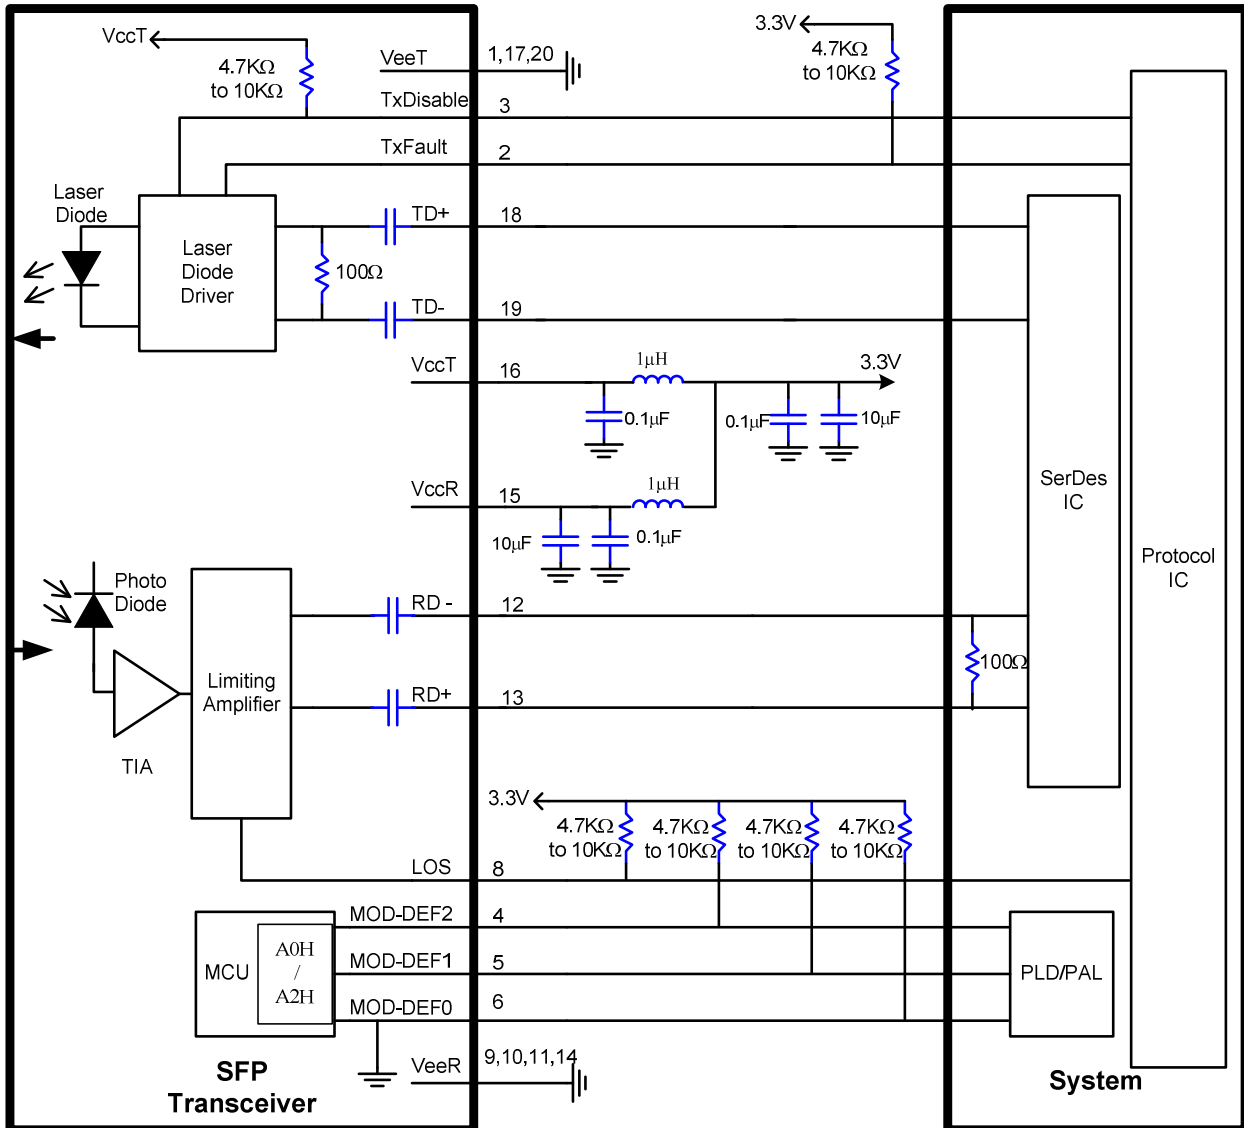 VccT
4.7KΩ
to 10KΩ
VeeT
1,17,20
3.3V
4.7KΩ
to 10KΩ
TxDisable
3
TxFault
2
Laser
Diode
Laser
Diode
Driver
100Ω
TD+
18
TD-
19
VccT
16
1μH
3.3V
0.1μF
0.1μF
10μF
VccR
15
1μH
10μF
0.1μF
SerDes
IC
Protocol
IC
Photo
Diode
TIA
Limiting
Amplifier
RD -
12
RD+
13
100Ω
3.3V
4.7KΩ
to 10KΩ
4.7KΩ
to 10KΩ
4.7KΩ
to 10KΩ
4.7KΩ
to 10KΩ
LOS
8
MCU
A0H
/
A2H
MOD-DEF2
4
MOD-DEF1
5
MOD-DEF0
6
PLD/PAL
VeeR
9,10,11,14
SFP
Transceiver
System